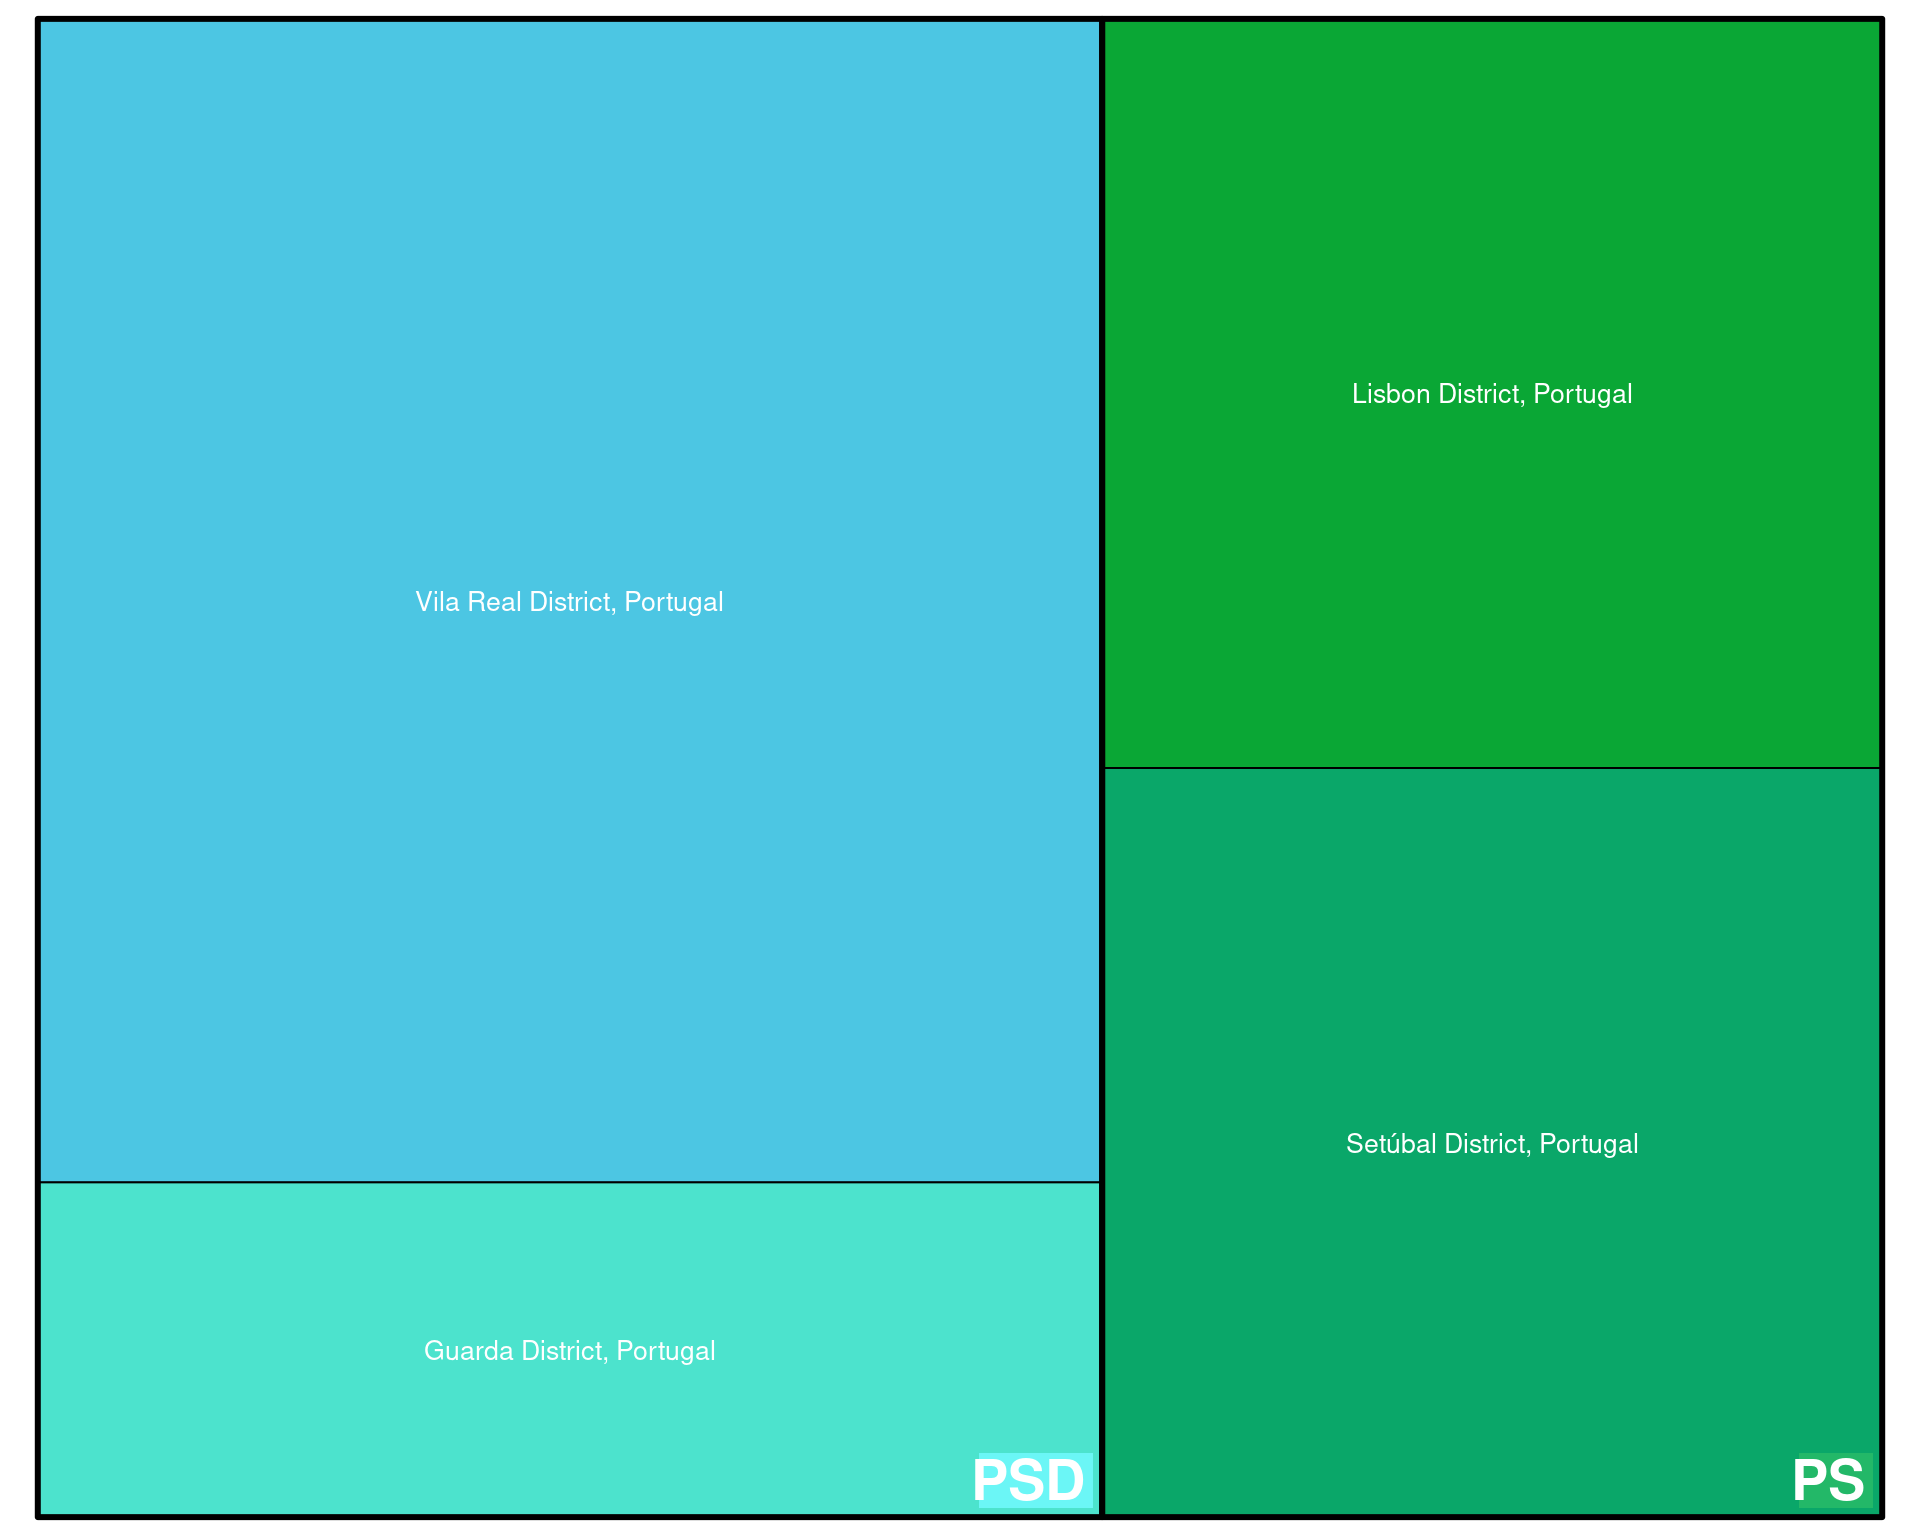 Vila Real District, Portugal
Guarda District, Portugal
PSD
Lisbon District, Portugal
Setúbal District, Portugal
PS